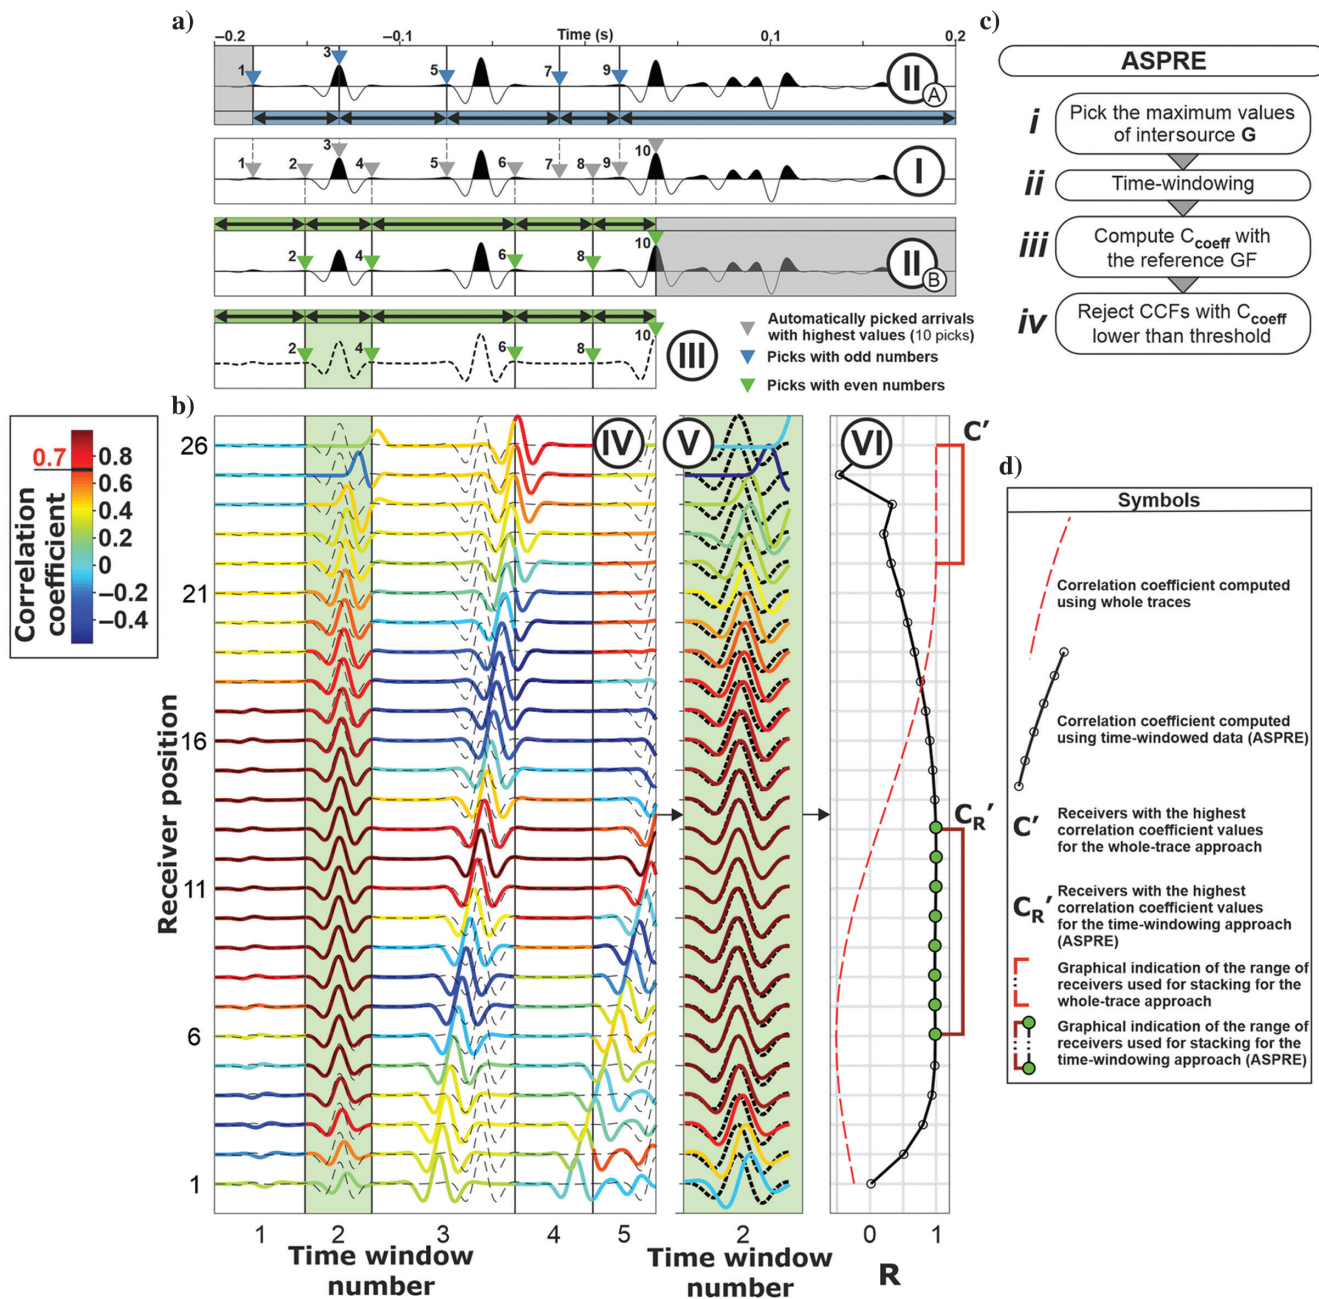 a)
−0.2
−0.1
Time (s)
0,1
0,2
1
3
5
7
9
II
A
1
2
3
4
5
6
7
8
9
10
I
2
4
6
8
10
II
B
2
4
6
8
10
III
Automatically picked arrivals
with highest values (10 picks)
Picks with odd numbers
Picks with even numbers
c)
ASPRE
i
Pick the maximum values
of intersource G
ii
Time-windowing
iii
Compute Ccoeff with
the reference GF
iv
Reject CCFs with Ccoeff
lower than threshold
b)
Correlation
coefficient
0.7
0.8
0.6
0.4
0.2
0
−0.2
−0.4
Receiver position
26
21
16
11
6
1
IV
V
VI
C'
CR'
1
2
3
4
5
Time window
number
2
Time window
number
0
1
R
d)
Symbols
Correlation coefficient computed
using whole traces
Correlation coefficient computed
using time-windowed data (ASPRE)
C'
Receivers with the highest
correlation coefficient values
for the whole-trace approach
CR'
Receivers with the highest
correlation coefficient values
for the time-windowing approach
(ASPRE)
Graphical indication of the range of
receivers used for stacking for the
whole-trace approach
Graphical indication of the range of
receivers used for stacking for the
time-windowing approach (ASPRE)